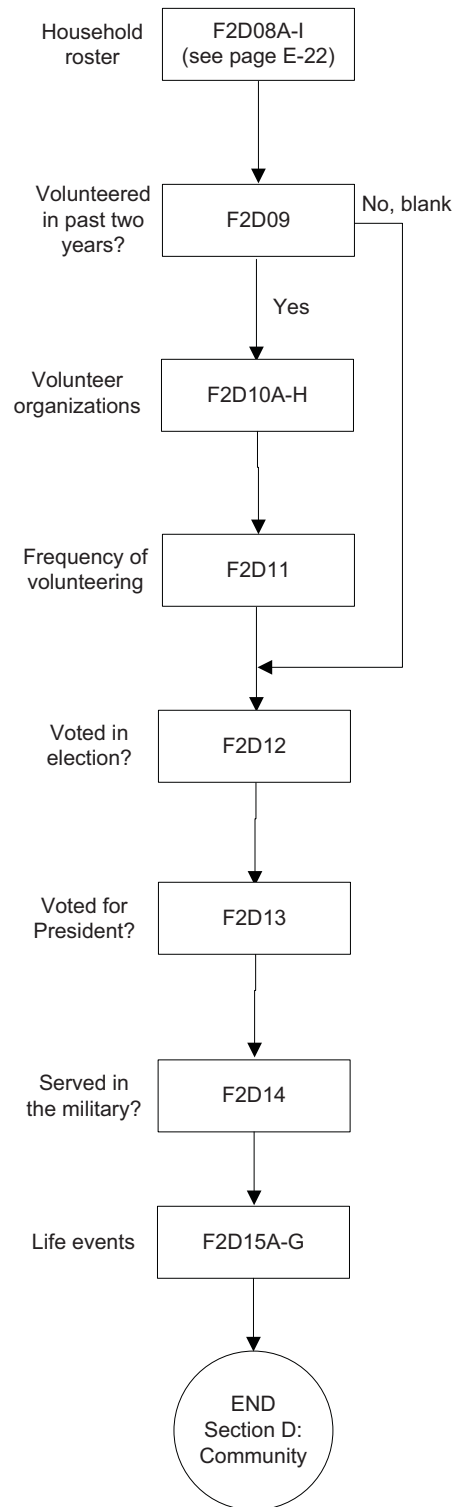 Household
roster
F2D08A-I
(see page E-22)
Volunteered
in past two
years?
F2D09
No, blank
Yes
Volunteer
organizations
F2D10A-H
Frequency of
volunteering
F2D11
Voted in
election?
F2D12
Voted for
President?
F2D13
Served in
the military?
F2D14
Life events
F2D15A-G
END
Section D:
Community